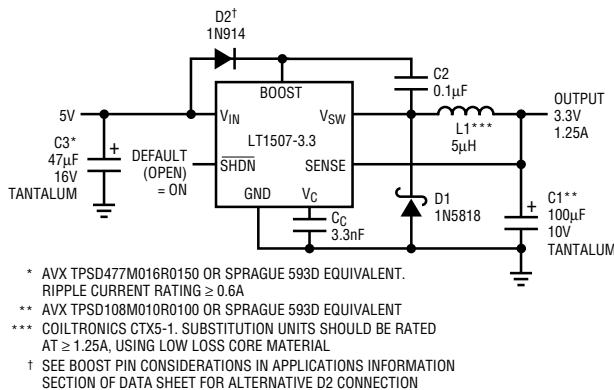 D2†
1N914
C2
0.1µF
BOOST
5V
VIN
VSW
OUTPUT
3.3V
1.25A
L1***
5µH
LT1507-3.3
C3*
47µF
16V
TANTALUM
+
DEFAULT
(OPEN)
= ON
SHDN
SENSE
GND
VC
D1
1N5818
+
C1**
100µF
10V
TANTALUM
CC
3.3nF
* AVX TPSD477M016R0150 OR SPRAGUE 593D EQUIVALENT.
RIPPLE CURRENT RATING ≥ 0.6A
** AVX TPSD108M010R0100 OR SPRAGUE 593D EQUIVALENT
*** COILTRONICS CTX5-1. SUBSTITUTION UNITS SHOULD BE RATED
AT ≥ 1.25A, USING LOW LOSS CORE MATERIAL
† SEE BOOST PIN CONSIDERATIONS IN APPLICATIONS INFORMATION
SECTION OF DATA SHEET FOR ALTERNATIVE D2 CONNECTION